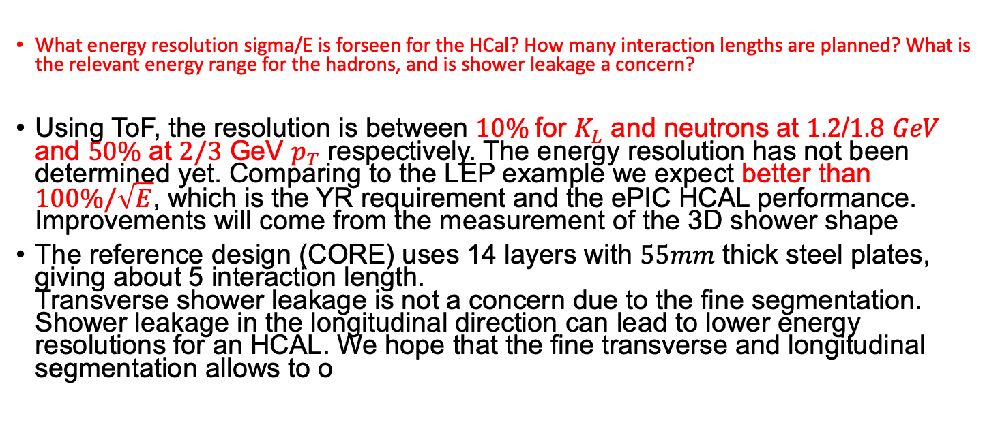 • What energy resolution sigma/E is forseen for the HCal? How many interaction lengths are planned? What is
the relevant energy range for the hadrons, and is shower leakage a concern?
• Using ToF, the resolution is between 10% for K_L and neutrons at 1.2/1.8 GeV
and 50% at 2/3 GeV p_T respectively. The energy resolution has not been
determined yet. Comparing to the LEP example we expect better than
100%/√E, which is the YR requirement and the ePIC HCAL performance.
Improvements will come from the measurement of the 3D shower shape
• The reference design (CORE) uses 14 layers with 55mm thick steel plates,
giving about 5 interaction length.
Transverse shower leakage is not a concern due to the fine segmentation.
Shower leakage in the longitudinal direction can lead to lower energy
resolutions for an HCAL. We hope that the fine transverse and longitudinal
segmentation allows to o